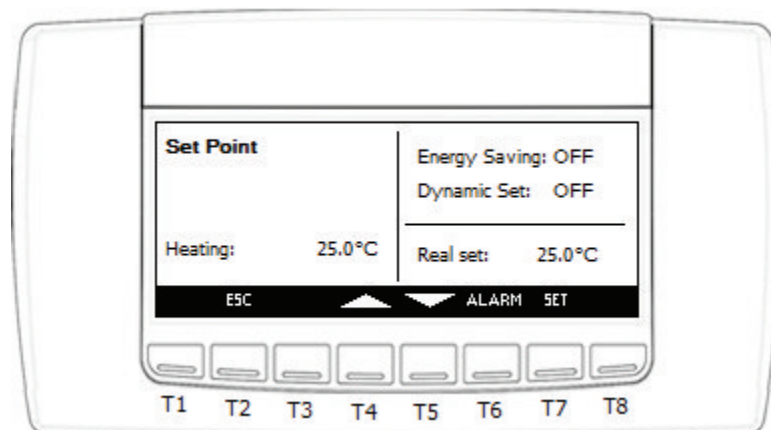 Set Point
Energy Saving: OFF
Dynamic Set: OFF
Heating: 25.0°C
Real set: 25.0°C
ESC ALARM SET
T1 T2 T3 T4 T5 T6 T7 T8